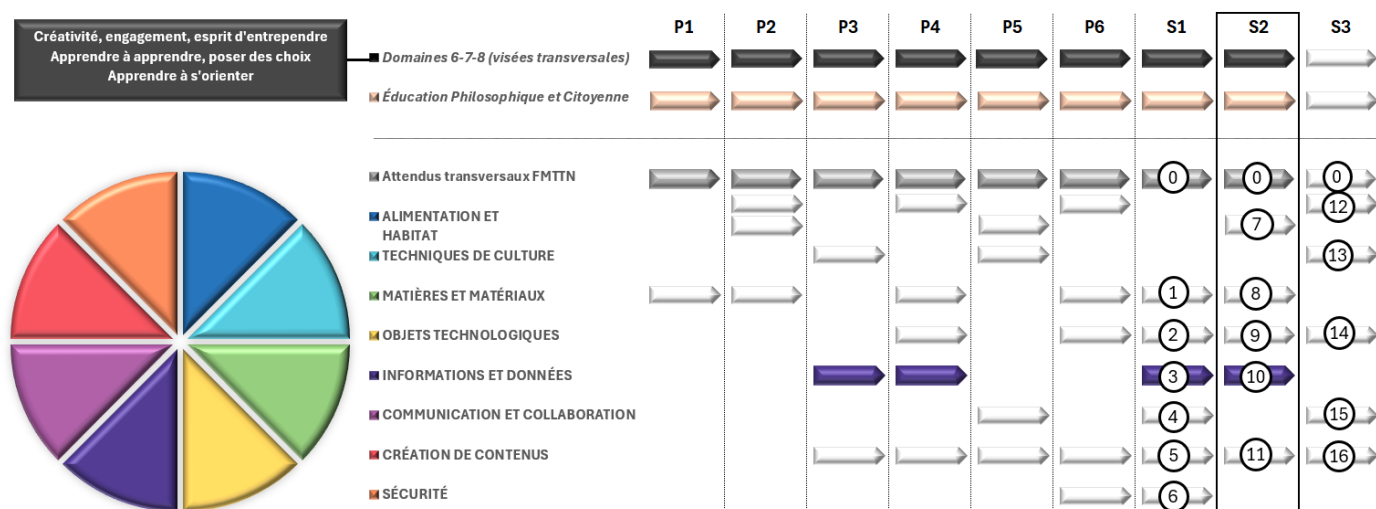 Créativité, engagement, esprit d'entrependre
Apprendre à apprendre, poser des choix
Apprendre à s'orienter
P1 P2 P3 P4 P5 P6 S1 S2 S3
Domaines 6-7-8 (visées transversales)
Éducation Philosophique et Citoyenne
Attendus transversaux FMTTN 0 0 0
12
ALIMENTATION ET
HABITAT 7
TECHNIQUES DE CULTURE 13
MATIÈRES ET MATÉRIAUX 1 8
OBJETS TECHNOLOGIQUES 2 9 14
INFORMATIONS ET DONNÉES 3 10
COMMUNICATION ET COLLABORATION 4 15
CRÉATION DE CONTENUS 5 11 16
SÉCURITÉ 6